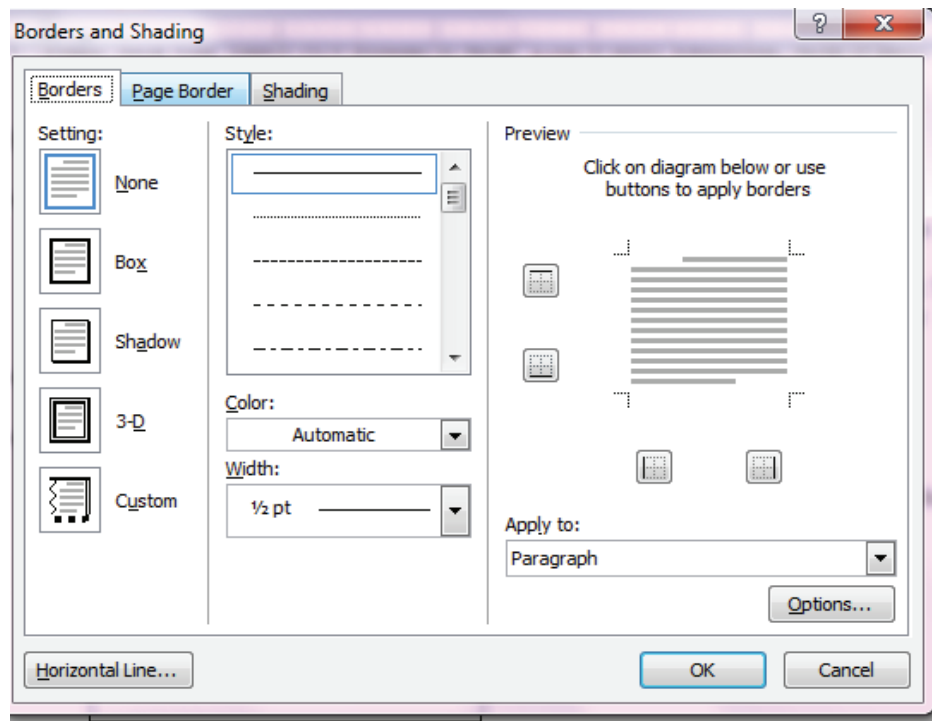 Borders and Shading
?
X
Borders
Page Border
Shading
Setting:
None
Box
Shadow
3-D
Custom
Style:
Color:
Automatic
Width:
½ pt
Preview
Click on diagram below or use
buttons to apply borders
Apply to:
Paragraph
Options...
Horizontal Line...
OK
Cancel